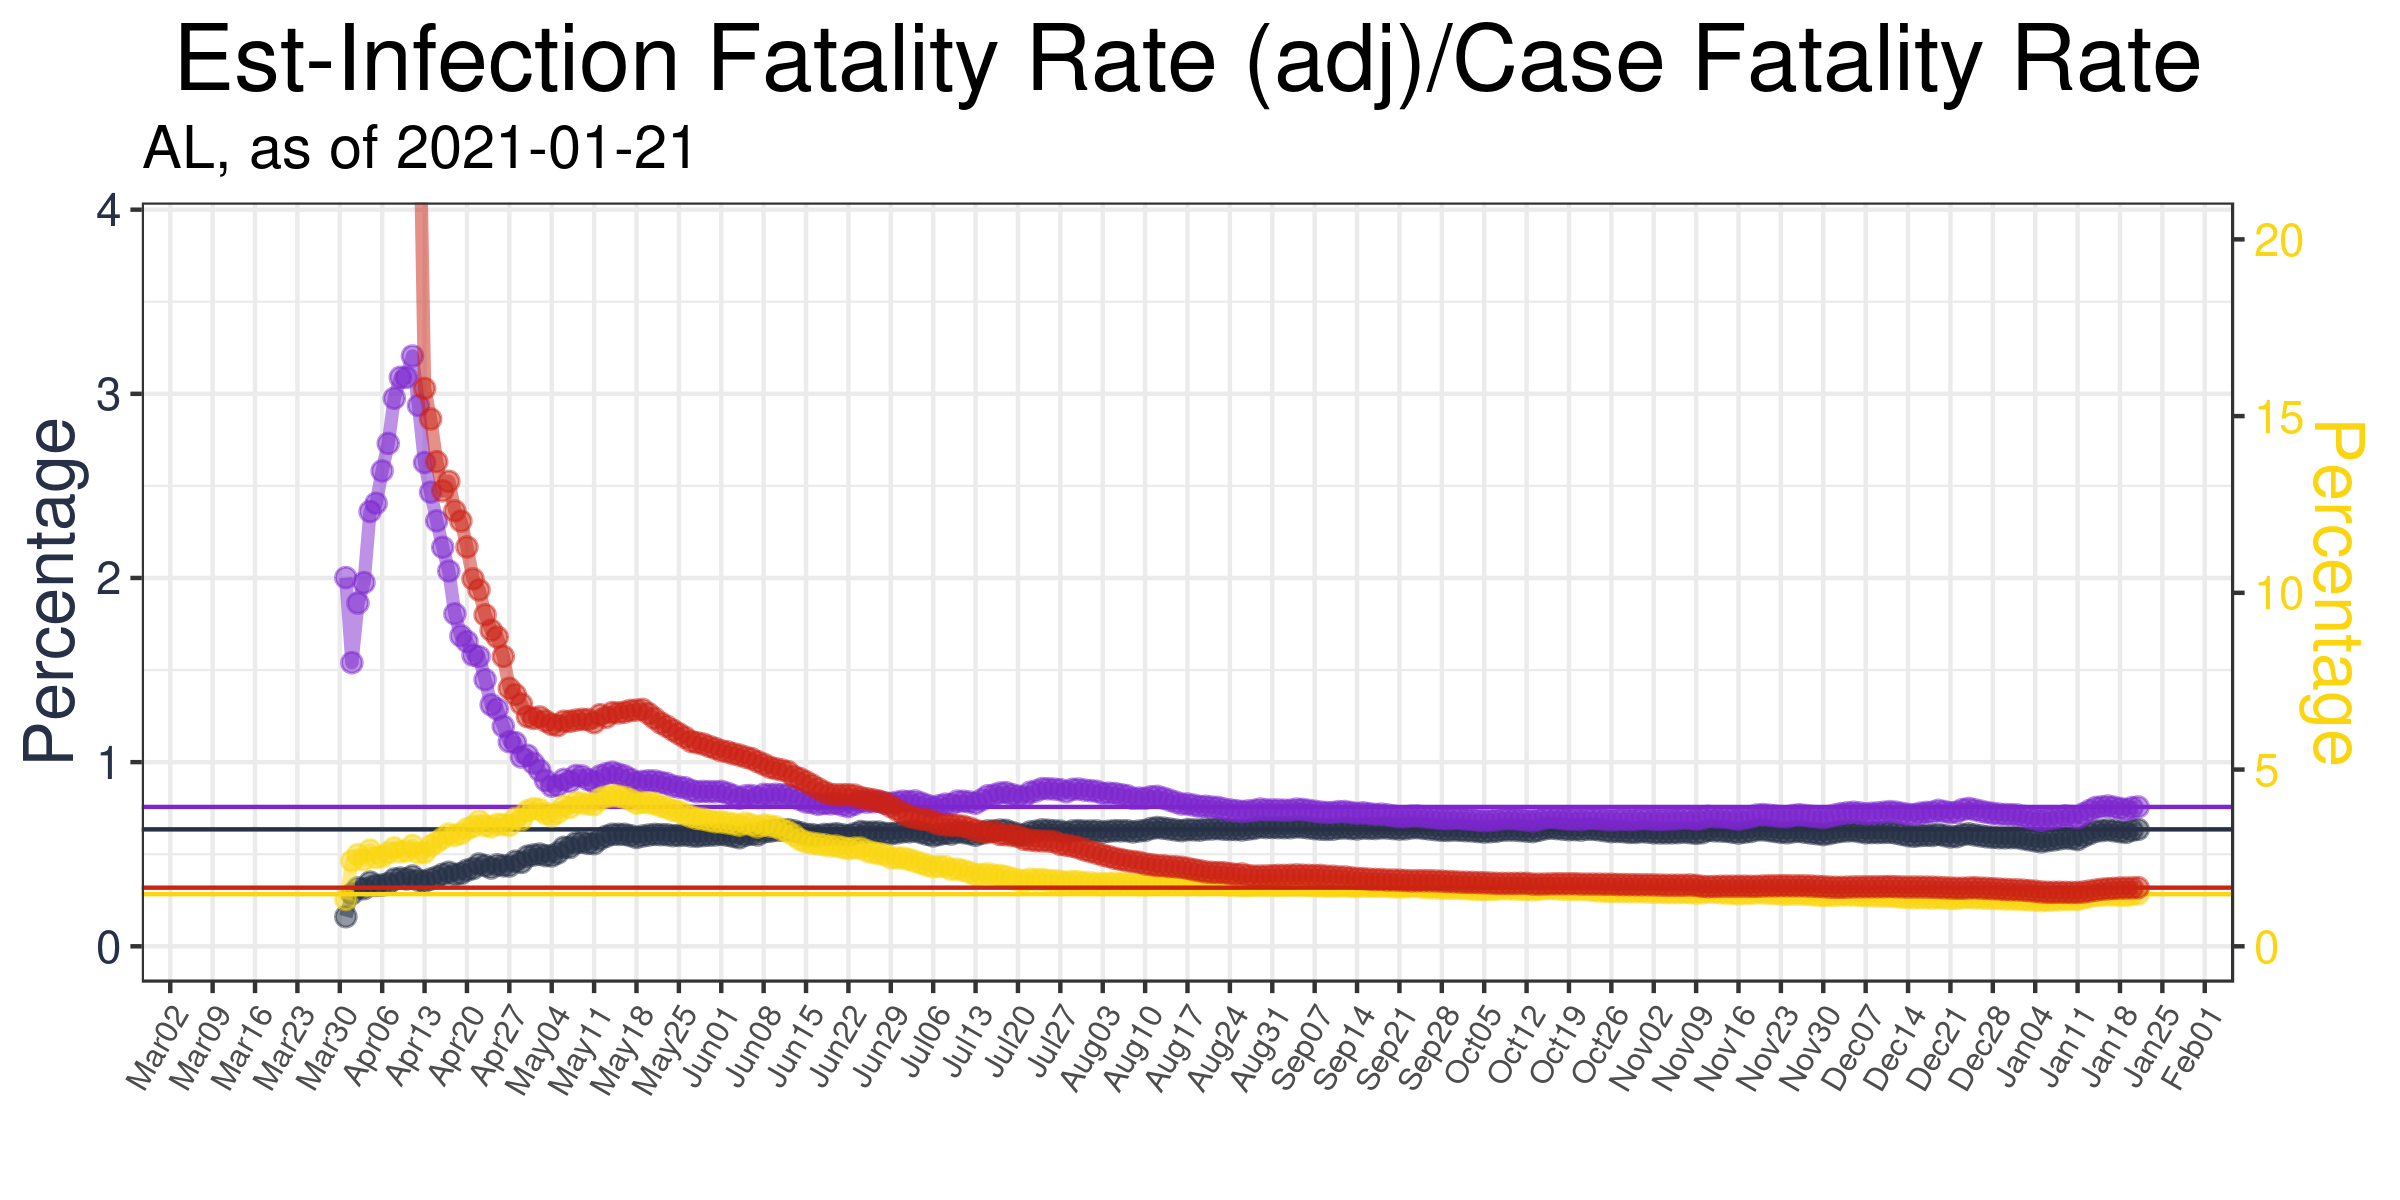 Est-Infection Fatality Rate (adj)/Case Fatality Rate
AL, as of 2021-01-21
Percentage
4
3
2
1
0
20
15
10
5
0
Percentage
Mar02
Mar09
Mar16
Mar23
Mar30
Apr06
Apr13
Apr20
Apr27
May04
May11
May18
May25
Jun01
Jun08
Jun15
Jun22
Jun29
Jul06
Jul13
Jul20
Jul27
Aug03
Aug10
Aug17
Aug24
Aug31
Sep07
Sep14
Sep21
Sep28
Oct05
Oct12
Oct19
Oct26
Nov02
Nov09
Nov16
Nov23
Nov30
Dec07
Dec14
Dec21
Dec28
Jan04
Jan11
Jan18
Jan25
Feb01